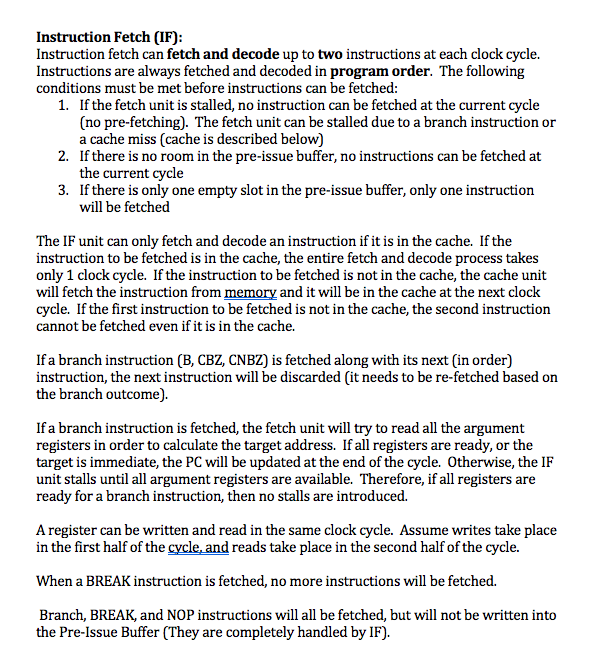 Instruction Fetch (IF):
Instruction fetch can fetch and decode up to two instructions at each clock cycle.
Instructions are always fetched and decoded in program order. The following
conditions must be met before instructions can be fetched:
1. If the fetch unit is stalled, no instruction can be fetched at the current cycle
(no pre-fetching). The fetch unit can be stalled due to a branch instruction or
a cache miss (cache is described below)
2. If there is no room in the pre-issue buffer, no instructions can be fetched at
the current cycle
3. If there is only one empty slot in the pre-issue buffer, only one instruction
will be fetched
The IF unit can only fetch and decode an instruction if it is in the cache. If the
instruction to be fetched is in the cache, the entire fetch and decode process takes
only 1 clock cycle. If the instruction to be fetched is not in the cache, the cache unit
will fetch the instruction from memory and it will be in the cache at the next clock
cycle. If the first instruction to be fetched is not in the cache, the second instruction
cannot be fetched even if it is in the cache.
If a branch instruction (B, CBZ, CNBZ) is fetched along with its next (in order)
instruction, the next instruction will be discarded (it needs to be re-fetched based on
the branch outcome).
If a branch instruction is fetched, the fetch unit will try to read all the argument
registers in order to calculate the target address. If all registers are ready, or the
target is immediate, the PC will be updated at the end of the cycle. Otherwise, the IF
unit stalls until all argument registers are available. Therefore, if all registers are
ready for a branch instruction, then no stalls are introduced.
A register can be written and read in the same clock cycle. Assume writes take place
in the first half of the cycle, and reads take place in the second half of the cycle.
When a BREAK instruction is fetched, no more instructions will be fetched.
Branch, BREAK, and NOP instructions will all be fetched, but will not be written into
the Pre-Issue Buffer (They are completely handled by IF).